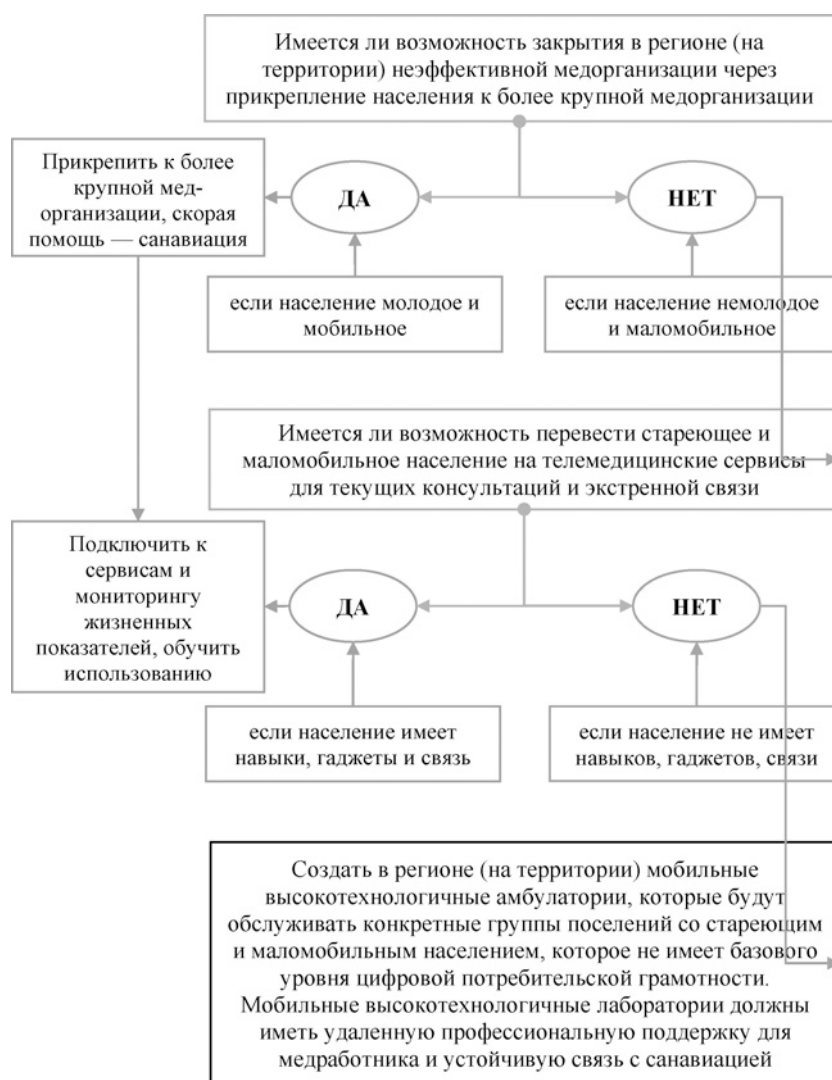 Имеется ли возможность закрытия в регионе (на
территории) неэффективной медорганизации через
прикрепление населения к более крупной медорганизации
Прикрепить к более
крупной мед-
организации, скорая
помощь — санавиация
ДА
НЕТ
если население молодое и
мобильное
если население немолодое
и маломобильное
Имеется ли возможность перевести стареющее и
маломобильное население на телемедицинские сервисы
для текущих консультаций и экстренной связи
Подключить к
сервисам и
мониторингу
жизненных
показателей, обучить
использованию
ДА
НЕТ
если население имеет
навыки, гаджеты и связь
если население не имеет
навыков, гаджетов, связи
Создать в регионе (на территории) мобильные
высокотехнологичные амбулатории, которые будут
обслуживать конкретные группы поселений со стареющим
и маломобильным населением, которое не имеет базового
уровня цифровой потребительской грамотности.
Мобильные высокотехнологичные лаборатории должны
иметь удаленную профессиональную поддержку для
медработника и устойчивую связь с санавиацией